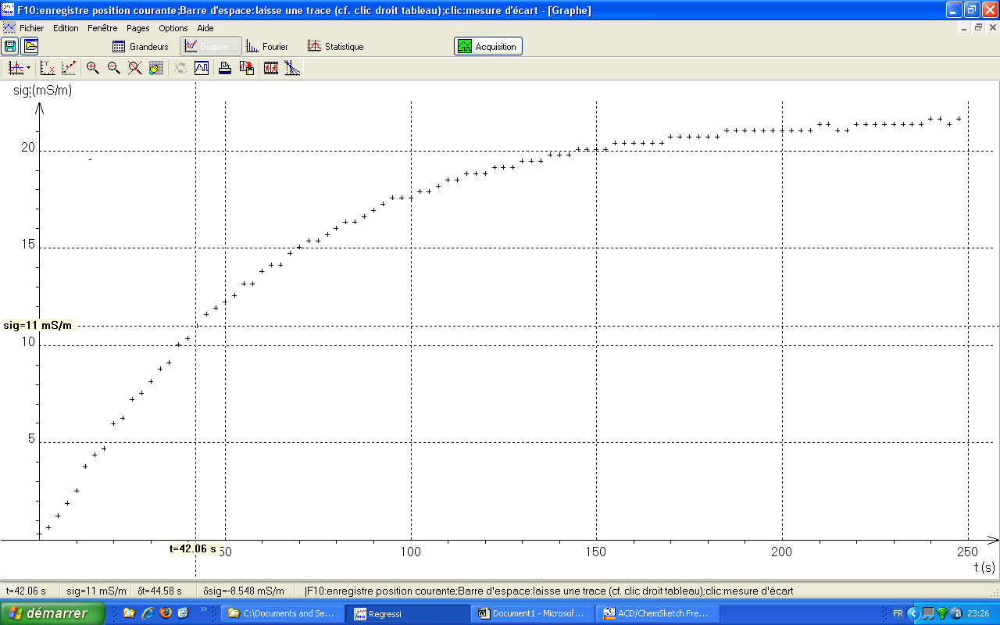 F10:enregistre position courante;Barre d'espace:laisse une trace (cf. clic droit tableau);clic:mesure d'écart - [Graphe]
Fichier Edition Fenêtre Pages Options Aide
Grandeurs Graphe Fourier Statistique Acquisition
sig (mS/m)
20
15
sig=11 mS/m
10
5
t=42.06 s
50 100 150 200 250
t (s)
t=42.06 s sig=11 mS/m δt=44.58 s δsig=-8.548 mS/m |F10:enregistre position courante;Barre d'espace:laisse une trace (cf. clic droit tableau);clic:mesure d'écart
démarrer » C:\Documents and Se... Regressi Document1 - Microsof... ACD/ChemSketch Fre... FR 23:26